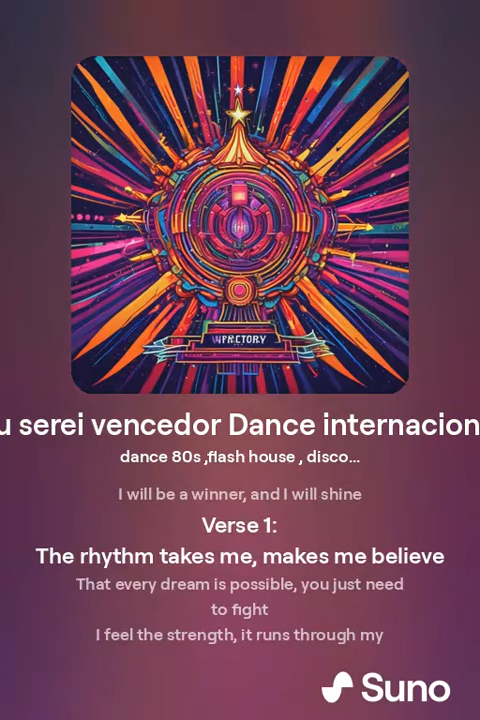 WPRCTORY
u serei vencedor Dance internacion
dance 80s ,flash house , disco...
I will be a winner, and I will shine
Verse 1:
The rhythm takes me, makes me believe
That every dream is possible, you just need
to fight
I feel the strength, it runs through my
Suno